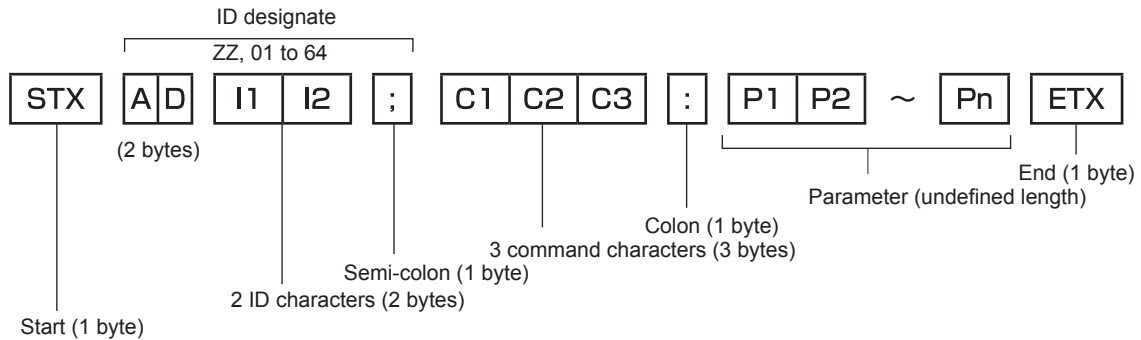 ID designate
ZZ, 01 to 64
STX A D I1 I2 ; C1 C2 C3 : P1 P2 ～ Pn ETX
(2 bytes)
End (1 byte)
Parameter (undefined length)
Colon (1 byte)
3 command characters (3 bytes)
Semi-colon (1 byte)
2 ID characters (2 bytes)
Start (1 byte)